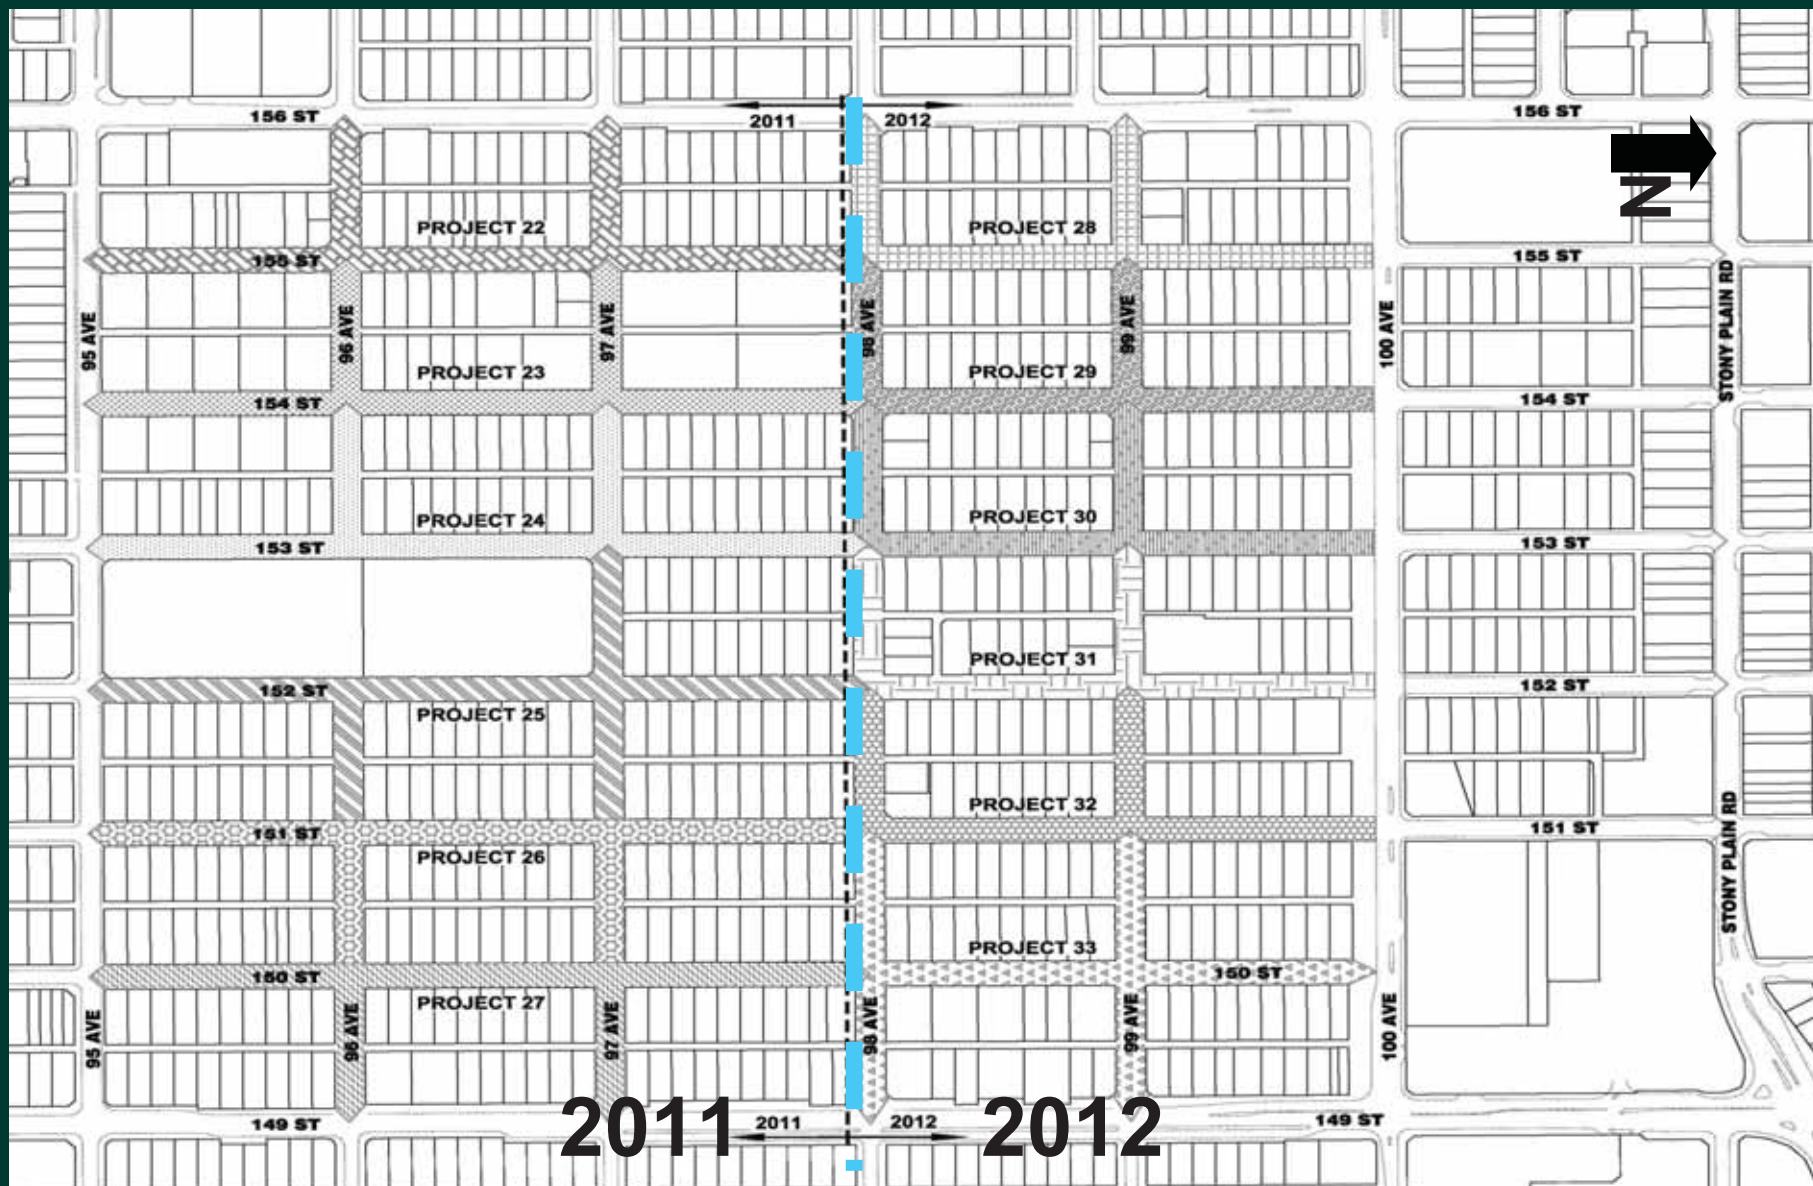 156 ST
156 ST
2011
2012
N
PROJECT 22
PROJECT 28
155 ST
155 ST
95 AVE
96 AVE
97 AVE
98 AVE
99 AVE
100 AVE
STONY PLAIN RD
PROJECT 23
PROJECT 29
154 ST
154 ST
PROJECT 24
PROJECT 30
153 ST
153 ST
PROJECT 31
152 ST
152 ST
PROJECT 25
PROJECT 32
151 ST
151 ST
STONY PLAIN RD
PROJECT 26
PROJECT 33
150 ST
150 ST
PROJECT 27
95 AVE
96 AVE
97 AVE
98 AVE
99 AVE
100 AVE
149 ST
2011
2011
2012
2012
149 ST